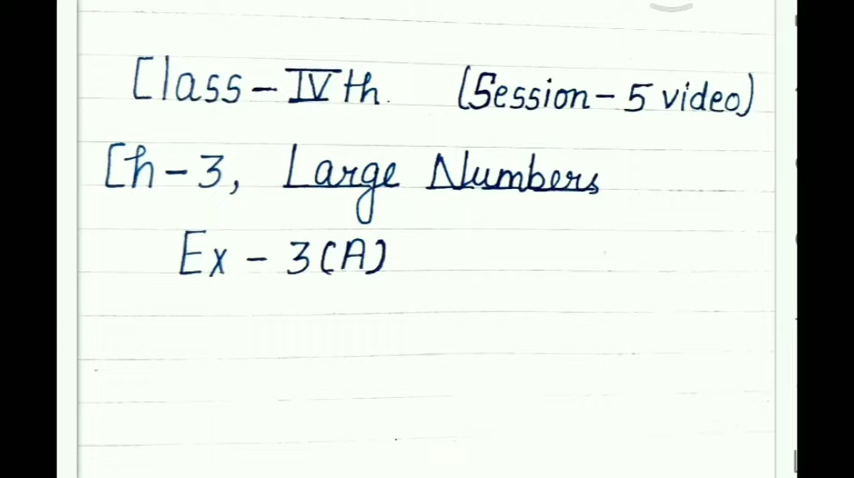 Class - IVth. (Session - 5 video)
Ch - 3, Large Numbers
Ex - 3(A)